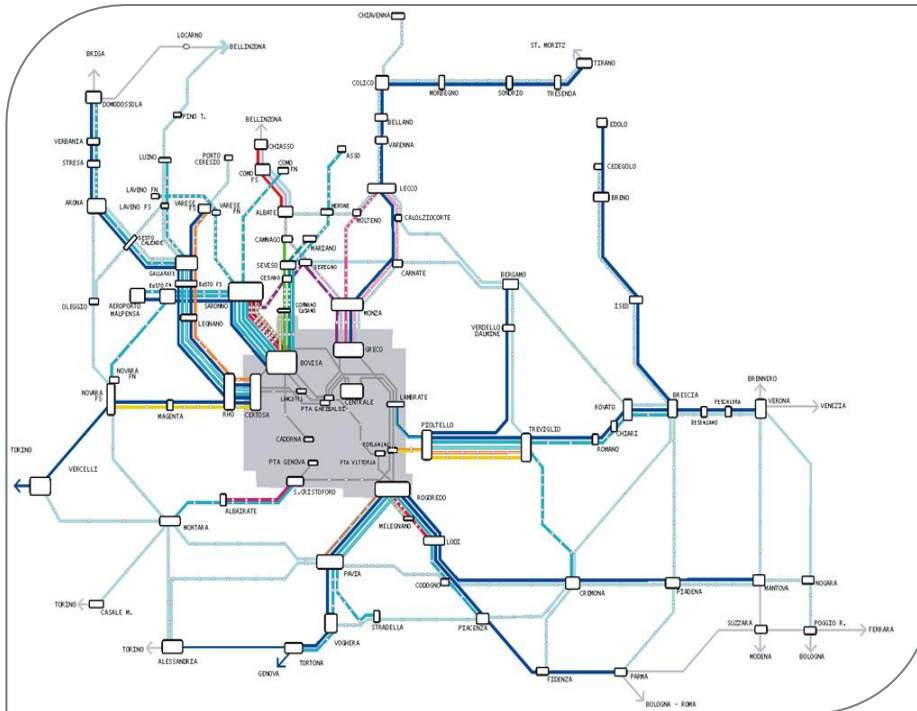 CHIAVENNA
LOCARNO
BELLINZONA
BRIGA
ST. MORITZ
TIRANO
COLICO
MORBEGNO
SONDRIO
TRESENDA
DOMODOSSOLA
PINO T.
BELLANO
BELLINZONA
EDOLO
VERBANIA
CHIASSO
VARENNA
LUINO
PORTO
CERESIO
COMO
FN
ASSO
STRESA
COMO
FS
CEDEGOLO
LAVENO FN
LECCO
BRENO
ARONA
LAVENO FS
VARESE
FS
VARESE
FN
ALBATE
MERONE
MOLTENO
CALOLZIOCORTE
SESTO
CALENDE
CAMNAGO
MARIANO
SEVESO
SEREGNO
CARNATE
GALLARATE
CESANO
BERGAMO
BUSTO FN
BUSTO FS
SARONNO
OLEGGIO
AEROPORTO
MALPENSA
CORMANO
CUSANO
MONZA
ISEO
LEGNANO
VERDELLO
DALMINE
GRECO
BOVISA
NOVARA
FN
BRENNERO
NOVARA
FS
RHO
CERTOSA
LANCETTI
CENTRALE
LAMBRATE
BRESCIA
PESCHIERA
VERONA
PTA GARIBALDI
ROVATO
VENEZIA
MAGENTA
PIOLTELLO
TREVIGLIO
DESENZANO
CHIARI
ROMANO
CADORNA
FORLANINI
TORINO
PTA GENOVA
PTA VITTORIA
VERCELLI
S.CRISTOFORO
ROGOREDO
ALBAIRATE
MELEGNANO
MORTARA
LODI
PAVIA
CODOGNO
CREMONA
PIADENA
MANTOVA
NOGARA
TORINO
CASALE M.
STRADELLA
PIACENZA
VOGHERA
SUZZARA
POGGIO R.
FERRARA
TORINO
ALESSANDRIA
TORTONA
GENOVA
FIDENZA
PARMA
MODENA
BOLOGNA
BOLOGNA - ROMA